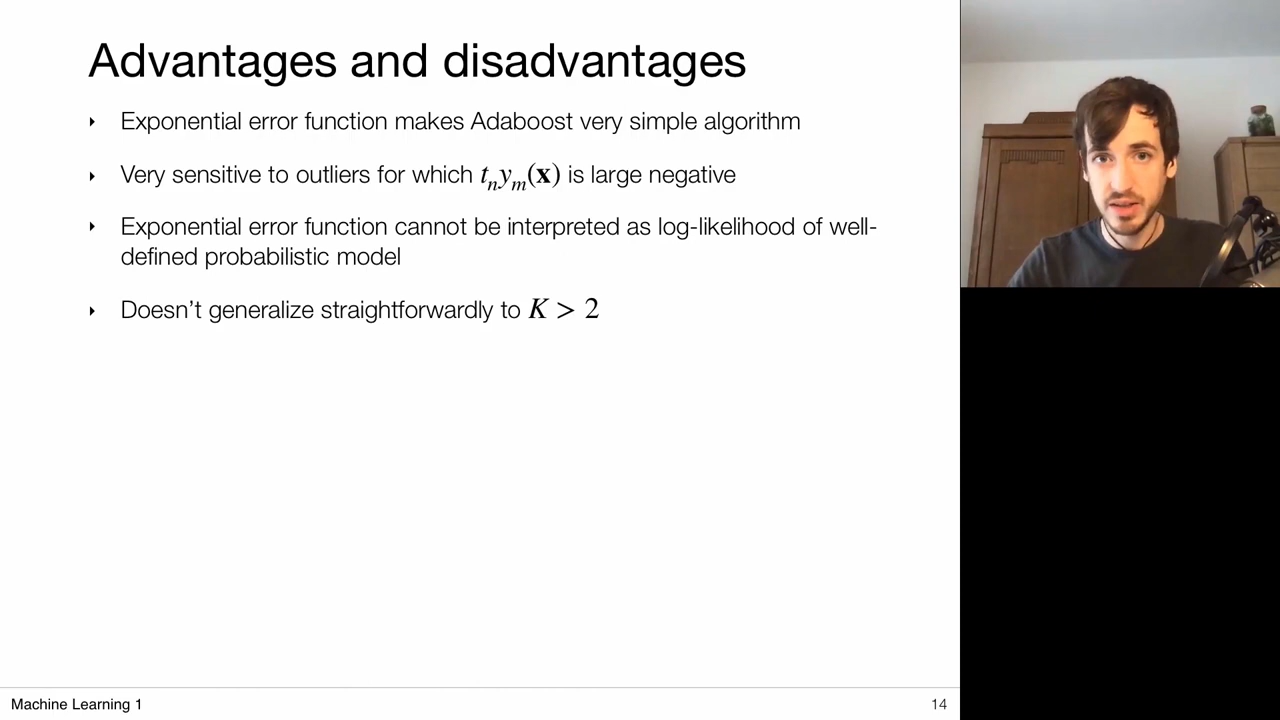 Advantages and disadvantages
‣ Exponential error function makes Adaboost very simple algorithm
‣ Very sensitive to outliers for which tₙyₘ(𝐱) is large negative
‣ Exponential error function cannot be interpreted as log-likelihood of well-
defined probabilistic model
‣ Doesn’t generalize straightforwardly to K > 2
Machine Learning 1
14